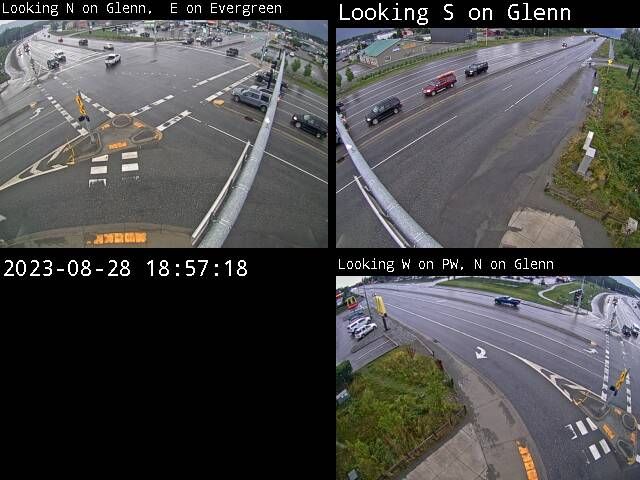 Looking N on Glenn,  E on Evergreen
Looking S on Glenn
2023-08-28 18:57:18
Looking W on PW, N on Glenn